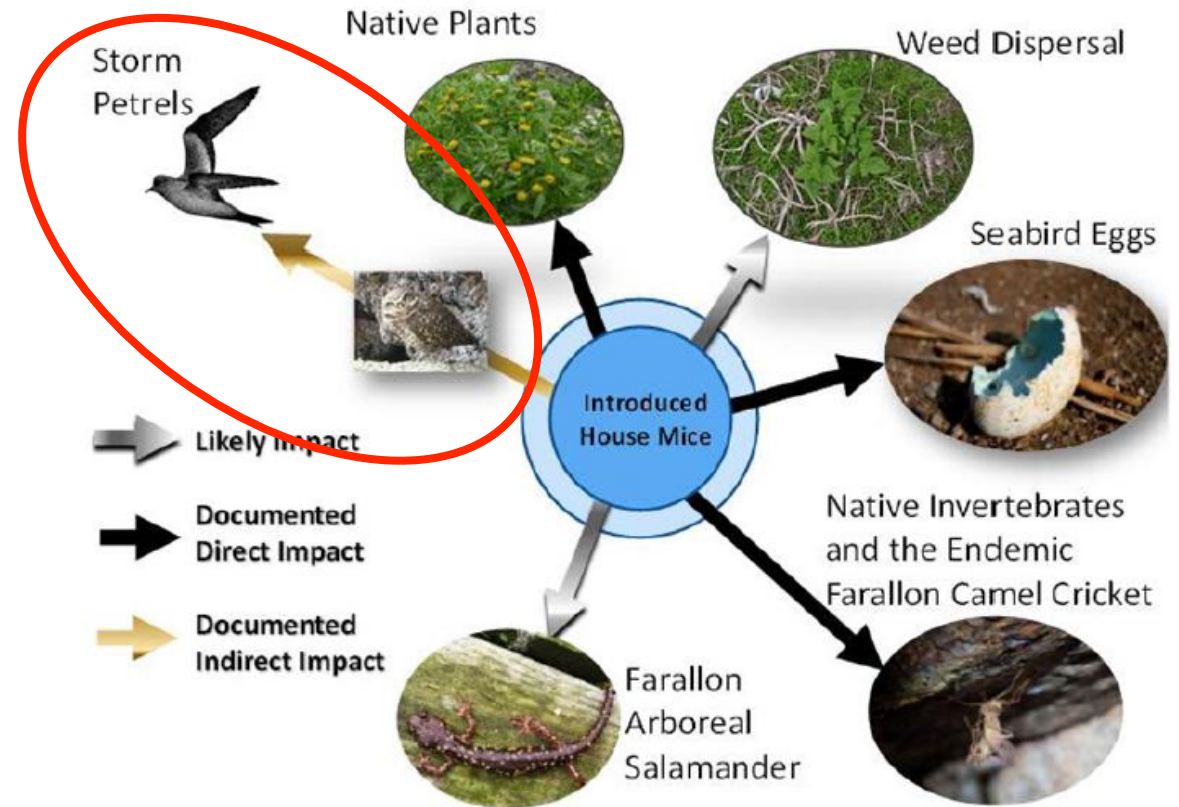 Native Plants
Weed Dispersal
Storm
Petrels
Seabird Eggs
Introduced
House Mice
Likely Impact
Documented
Direct Impact
Documented
Indirect Impact
Native Invertebrates
and the Endemic
Farallon Camel Cricket
Farallon
Arboreal
Salamander